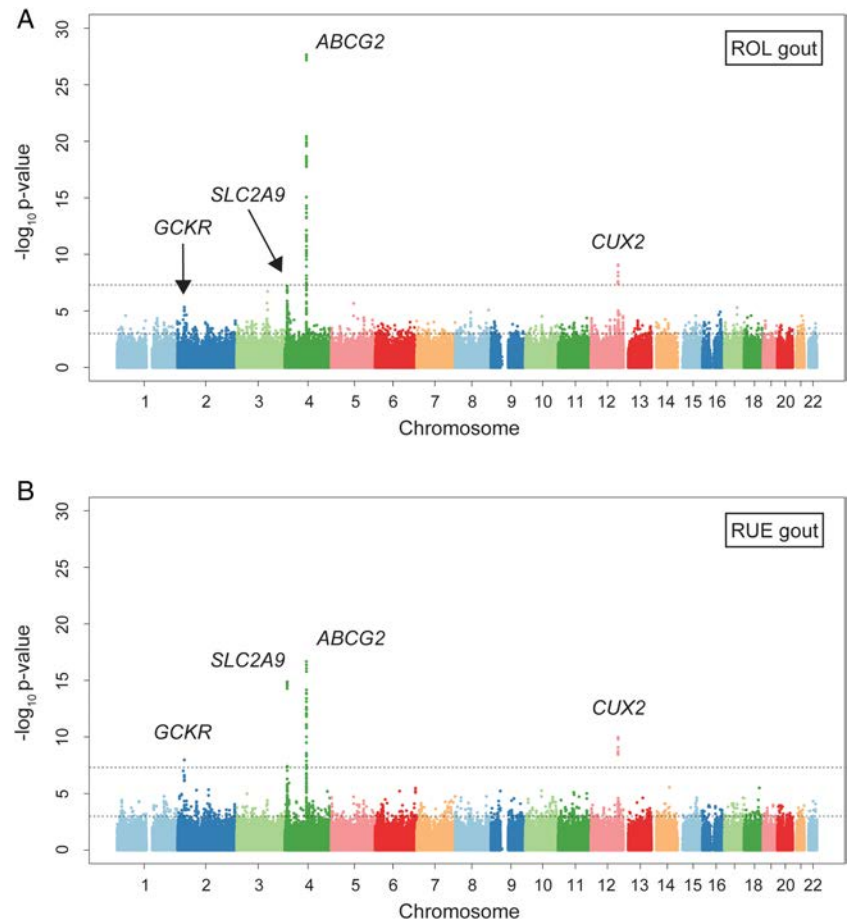 A
ROL gout
ABCG2
SLC2A9
GCKR
CUX2
-log10 p-value
0 5 10 15 20 25 30
1 2 3 4 5 6 7 8 9 10 11 12 13 14 15 16 18 20 22
Chromosome
B
RUE gout
ABCG2
SLC2A9
GCKR
CUX2
-log10 p-value
0 5 10 15 20 25 30
1 2 3 4 5 6 7 8 9 10 11 12 13 14 15 16 18 20 22
Chromosome